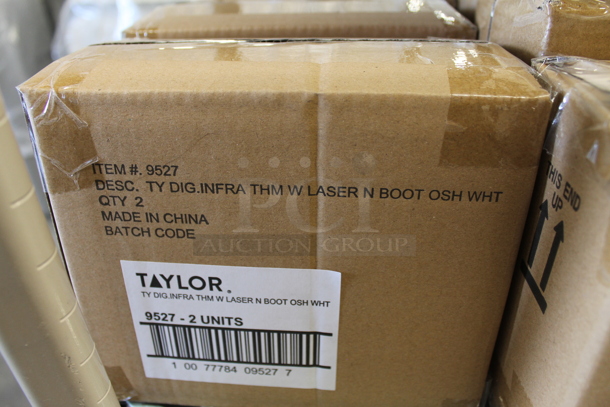 ITEM #. 9527
DESC. TY DIG.INFRA THM W LASER N BOOT OSH WHT
QTY 2
MADE IN CHINA
BATCH CODE
PCI
AUCTION GROUP
TAYLOR®
TY DIG.INFRA THM W LASER N BOOT OSH WHT
9527 - 2 UNITS
1 00 77784 09527 7
THIS END
UP